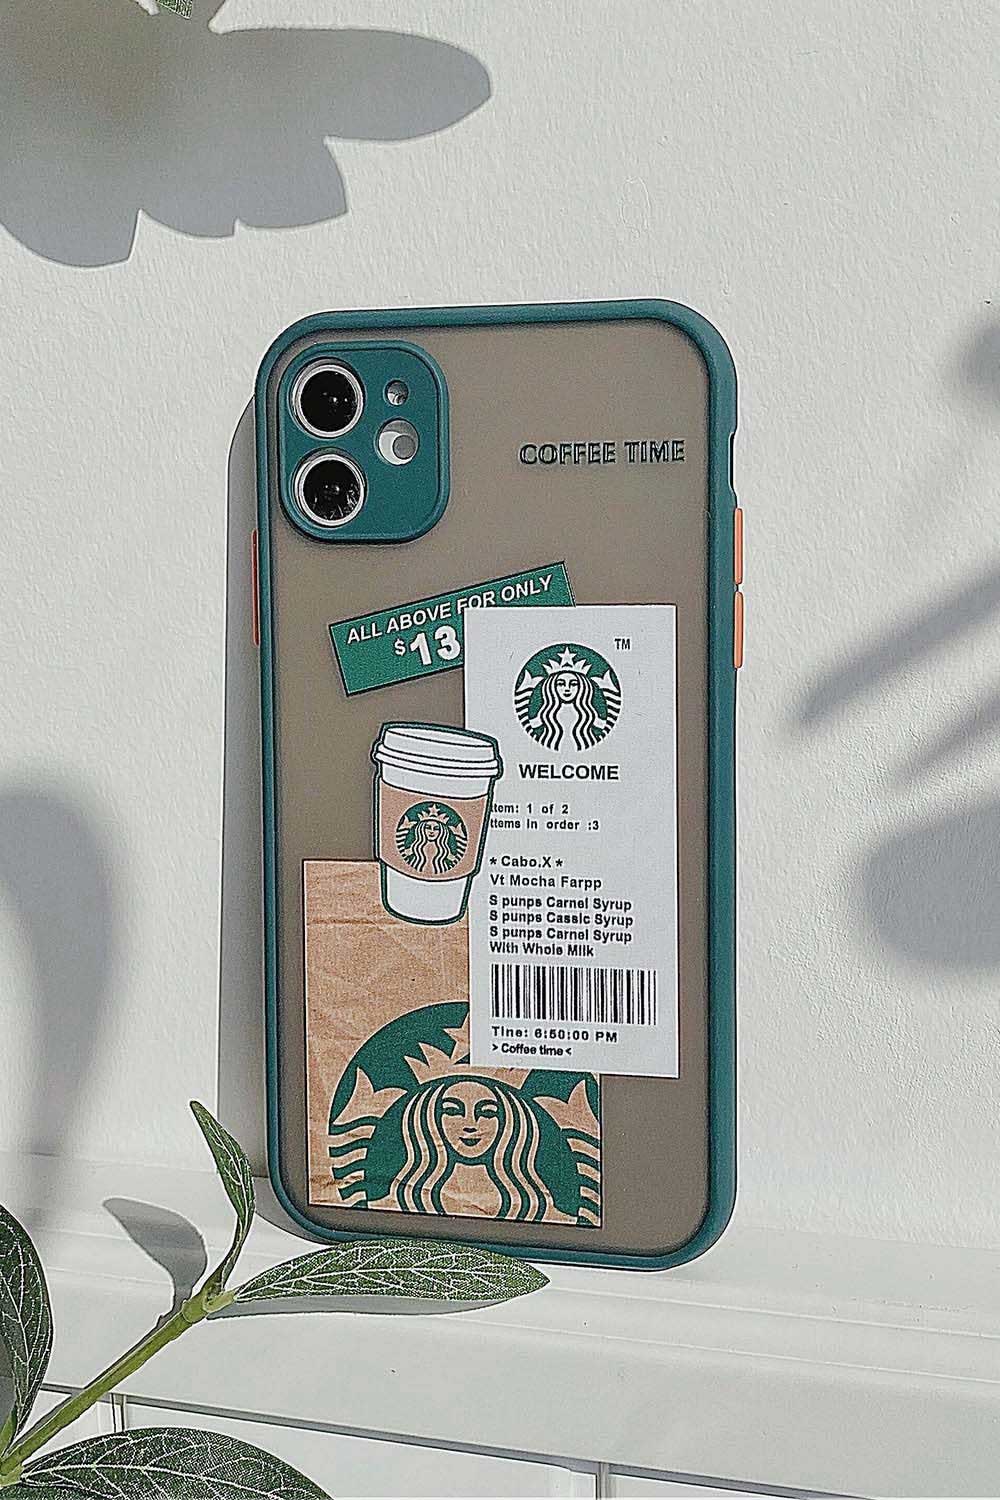 COFFEE TIME
ALL ABOVE FOR ONLY
$13
TM
WELCOME
Item: 1 of 2
Items in order :3
* Cabo.X *
Vt Mocha Farpp
S punps Carnel Syrup
S punps Cassic Syrup
S punps Carnel Syrup
With Whole Milk
Tine: 6:50:00 PM
> Coffee time <